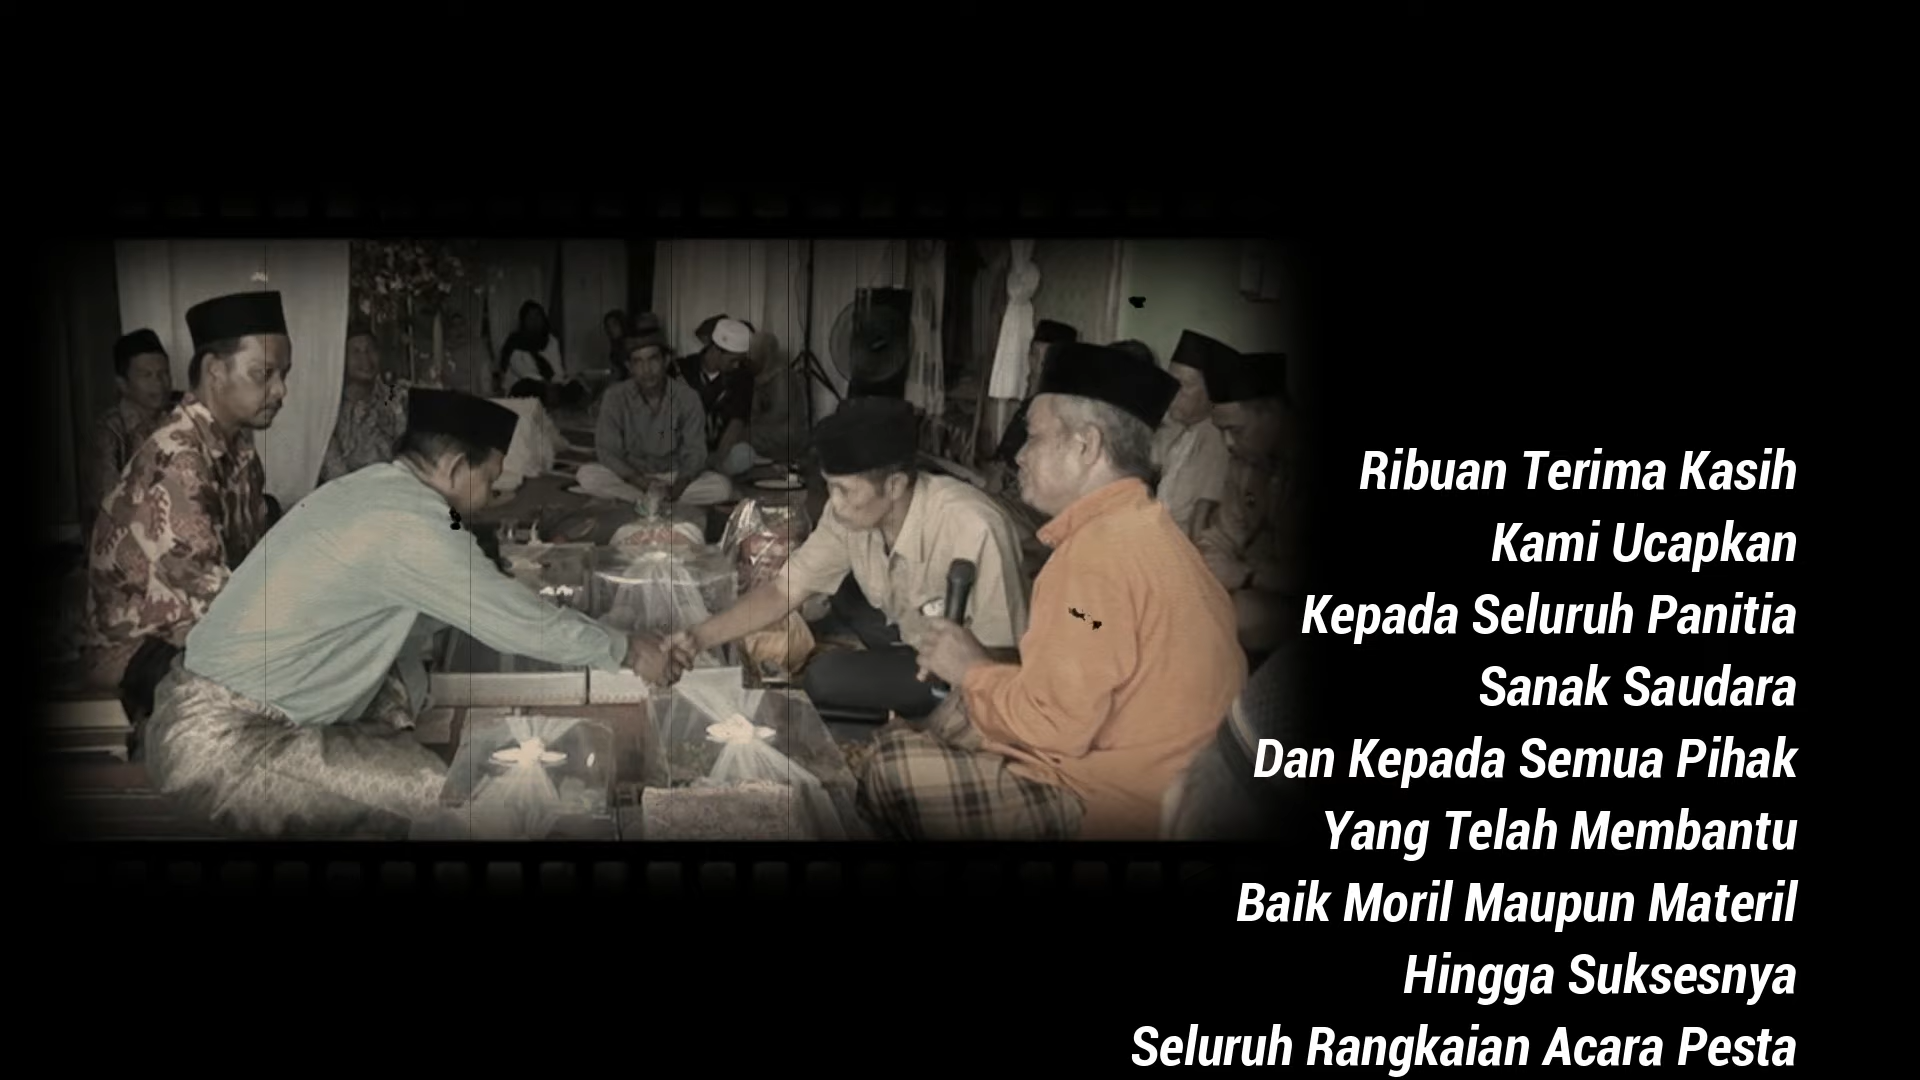 Ribuan Terima Kasih
Kami Ucapkan
Kepada Seluruh Panitia
Sanak Saudara
Dan Kepada Semua Pihak
Yang Telah Membantu
Baik Moril Maupun Materil
Hingga Suksesnya
Seluruh Rangkaian Acara Pesta